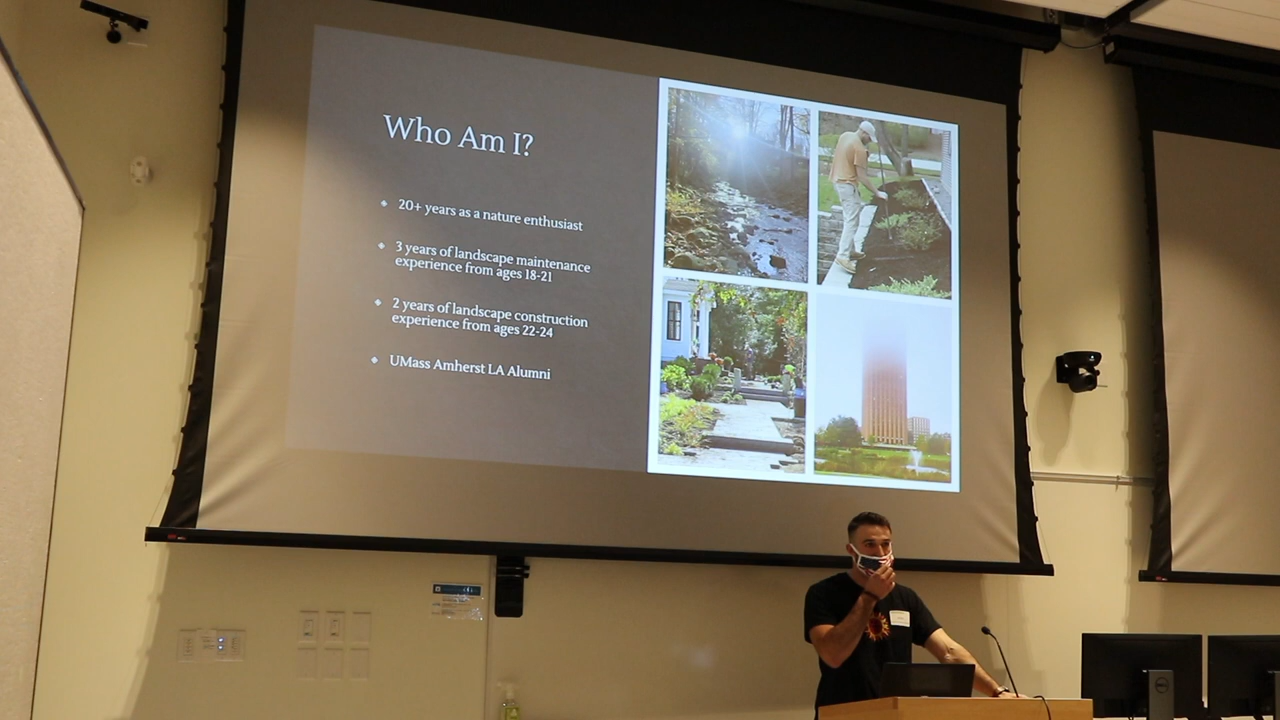 Who Am I?
20+ years as a nature enthusiast
3 years of landscape maintenance
experience from ages 18-21
2 years of landscape construction
experience from ages 22-24
UMass Amherst LA Alumni
DELL